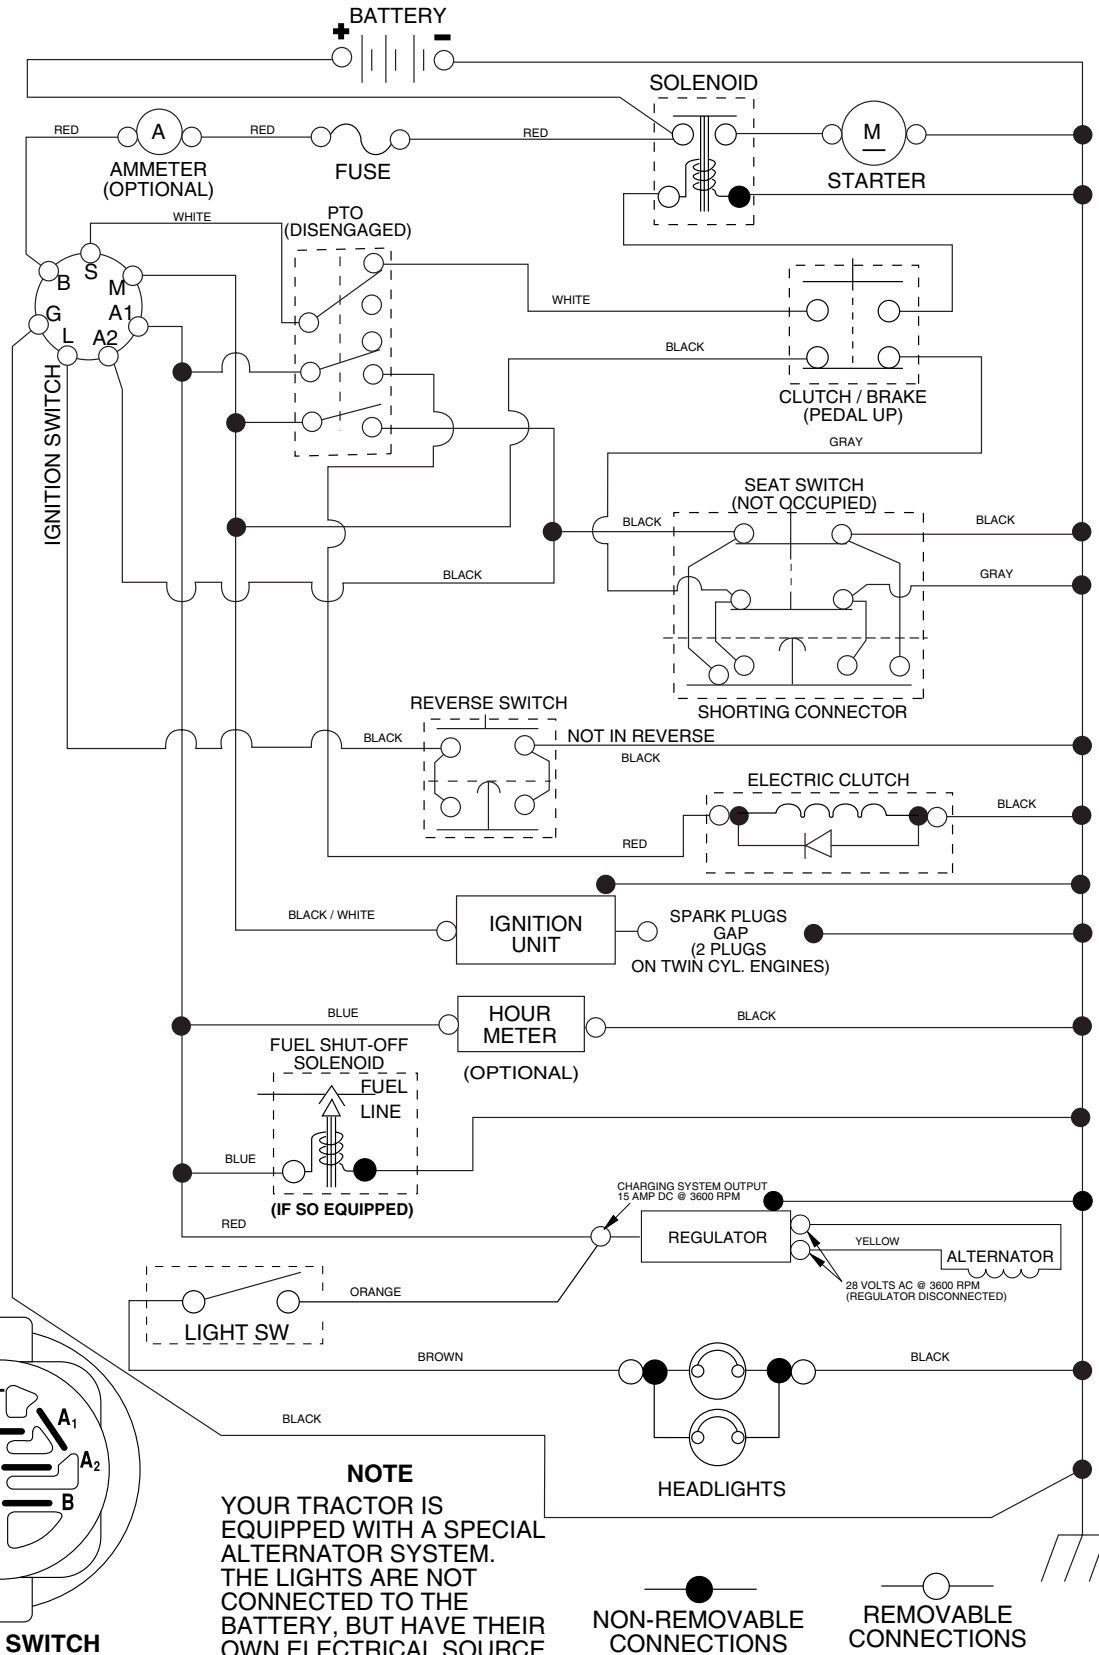 BATTERY
+
-
SOLENOID
RED
A
RED
RED
M
AMMETER
(OPTIONAL)
FUSE
STARTER
WHITE
PTO
(DISENGAGED)
B
S
M
G
A1
L
A2
IGNITION SWITCH
WHITE
BLACK
CLUTCH / BRAKE
(PEDAL UP)
GRAY
SEAT SWITCH
(NOT OCCUPIED)
BLACK
BLACK
BLACK
GRAY
SHORTING CONNECTOR
REVERSE SWITCH
BLACK
NOT IN REVERSE
BLACK
ELECTRIC CLUTCH
BLACK
RED
BLACK / WHITE
IGNITION
UNIT
SPARK PLUGS
GAP
(2 PLUGS
ON TWIN CYL. ENGINES)
BLUE
HOUR
METER
BLACK
(OPTIONAL)
FUEL SHUT-OFF
SOLENOID
FUEL
LINE
BLUE
(IF SO EQUIPPED)
CHARGING SYSTEM OUTPUT
15 AMP DC @ 3600 RPM
RED
REGULATOR
YELLOW
ALTERNATOR
28 VOLTS AC @ 3600 RPM
(REGULATOR DISCONNECTED)
ORANGE
LIGHT SW
BROWN
BLACK
BLACK
HEADLIGHTS
A1
A2
B
SWITCH
NOTE
YOUR TRACTOR IS
EQUIPPED WITH A SPECIAL
ALTERNATOR SYSTEM.
THE LIGHTS ARE NOT
CONNECTED TO THE
BATTERY, BUT HAVE THEIR
OWN ELECTRICAL SOURCE
NON-REMOVABLE
CONNECTIONS
REMOVABLE
CONNECTIONS